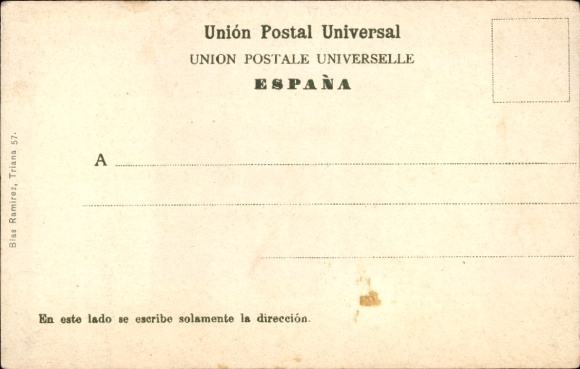 Unión Postal Universal
UNION POSTALE UNIVERSELLE
ESPAÑA
A
En este lado se escribe solamente la dirección.
Blas Ramirez, Triana 57.